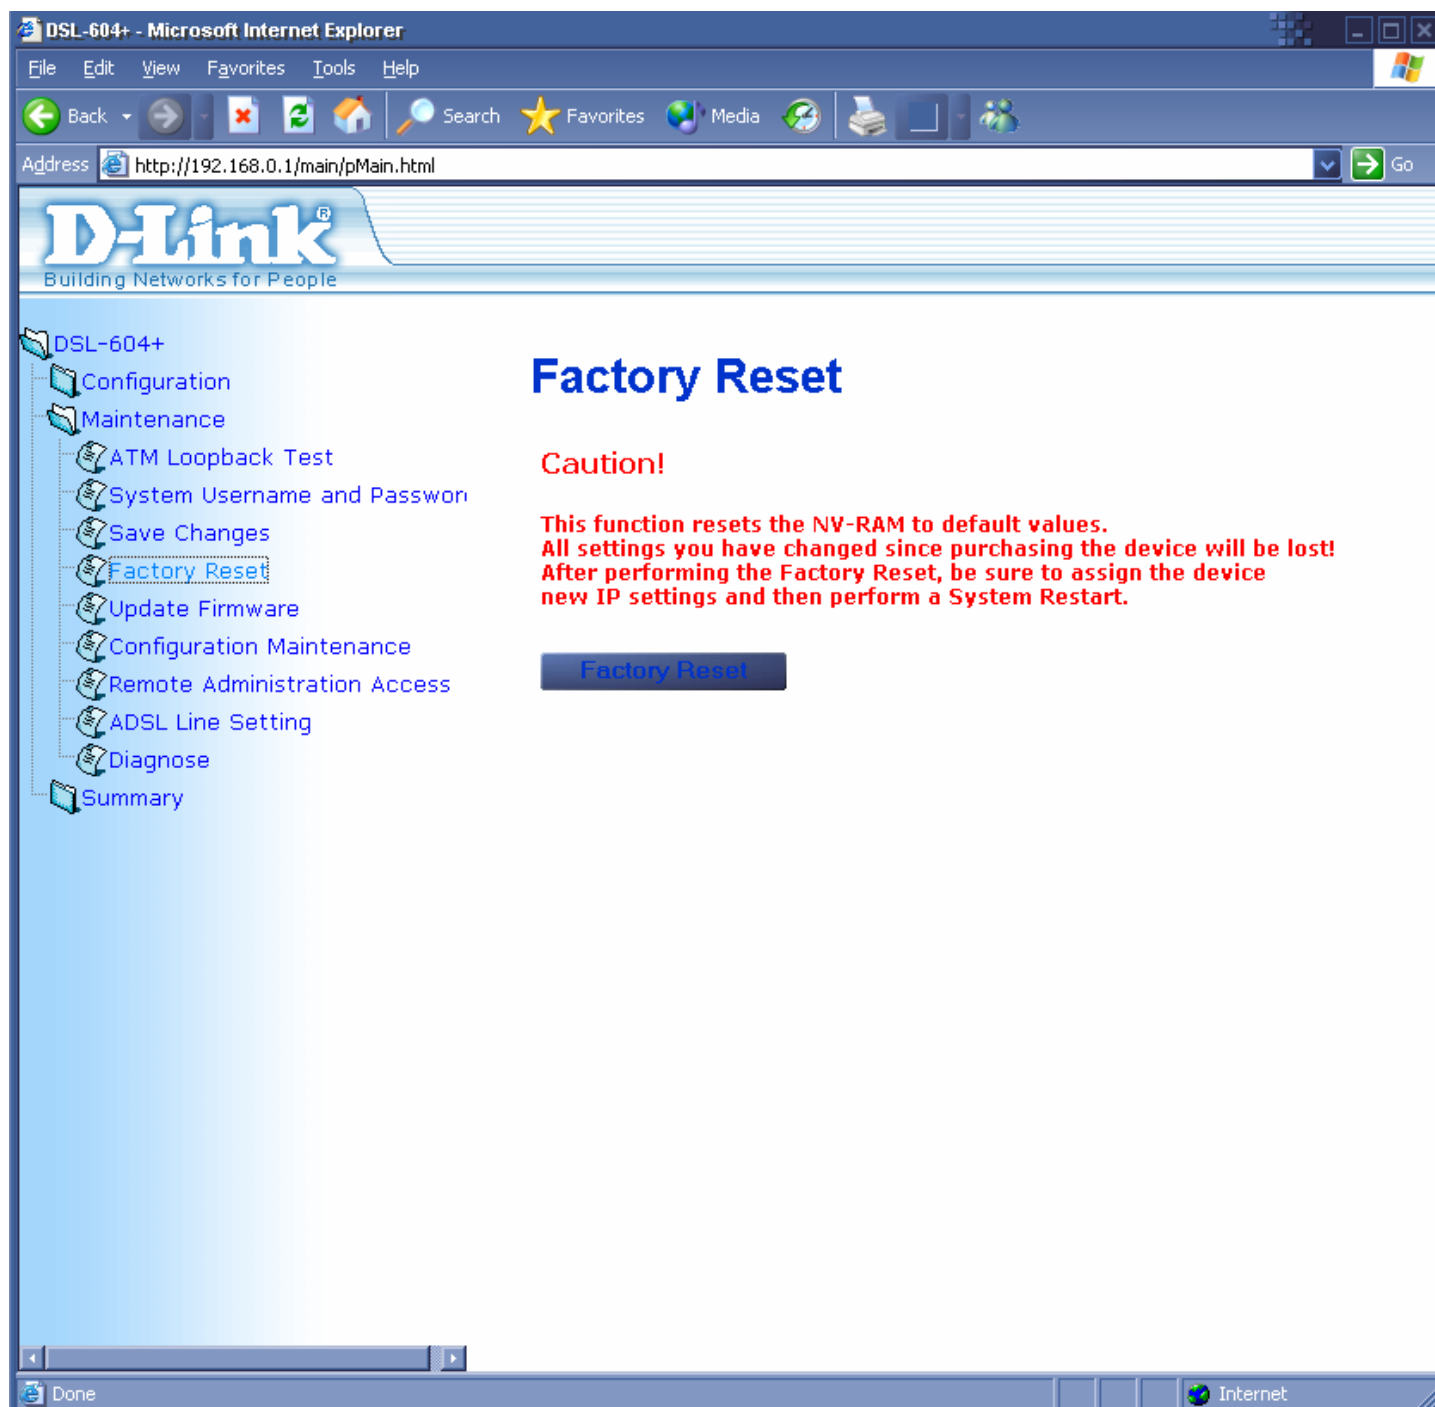 DSL-604+ - Microsoft Internet Explorer
File Edit View Favorites Tools Help
Back Search Favorites Media
Address http://192.168.0.1/main/pMain.html Go
D-Link®
Building Networks for People
DSL-604+
Configuration
Maintenance
ATM Loopback Test
System Username and Passwor
Save Changes
Factory Reset
Update Firmware
Configuration Maintenance
Remote Administration Access
ADSL Line Setting
Diagnose
Summary
Factory Reset
Caution!
This function resets the NV-RAM to default values.
All settings you have changed since purchasing the device will be lost!
After performing the Factory Reset, be sure to assign the device
new IP settings and then perform a System Restart.
Factory Reset
Done Internet